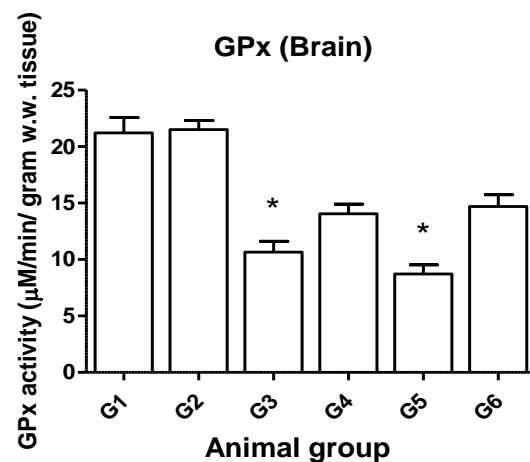 GPx (Brain)
GPx activity (μM/min/ gram w.w. tissue)
25
20
15
10
5
0
*
*
G1 G2 G3 G4 G5 G6
Animal group